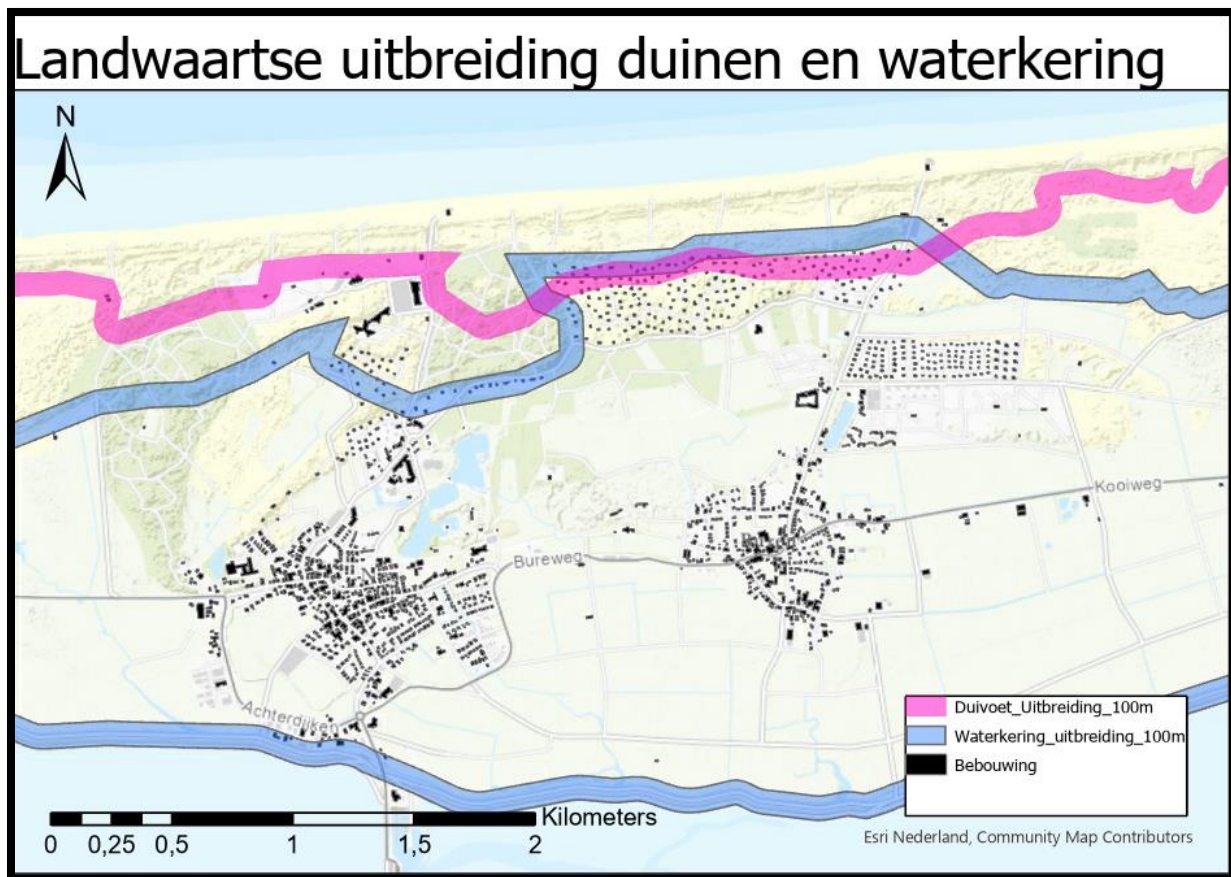 Landwaartse uitbreiding duinen en waterkering
N
Kooiweg
Bureweg
Achterdijken
Duivoet_Uitbreiding_100m
Waterkering_uitbreiding_100m
Bebouwing
Kilometers
0 0,25 0,5 1 1,5 2
Esri Nederland, Community Map Contributors